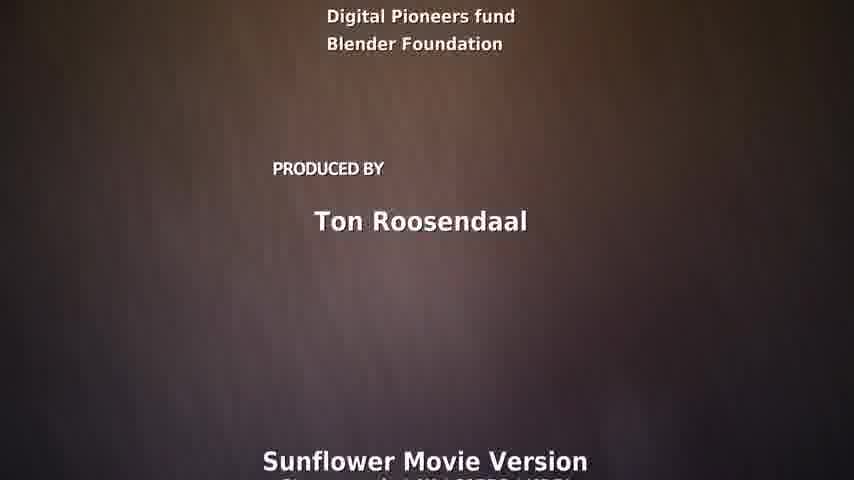 Digital Pioneers fund
Blender Foundation
PRODUCED BY
Ton Roosendaal
Sunflower Movie Version